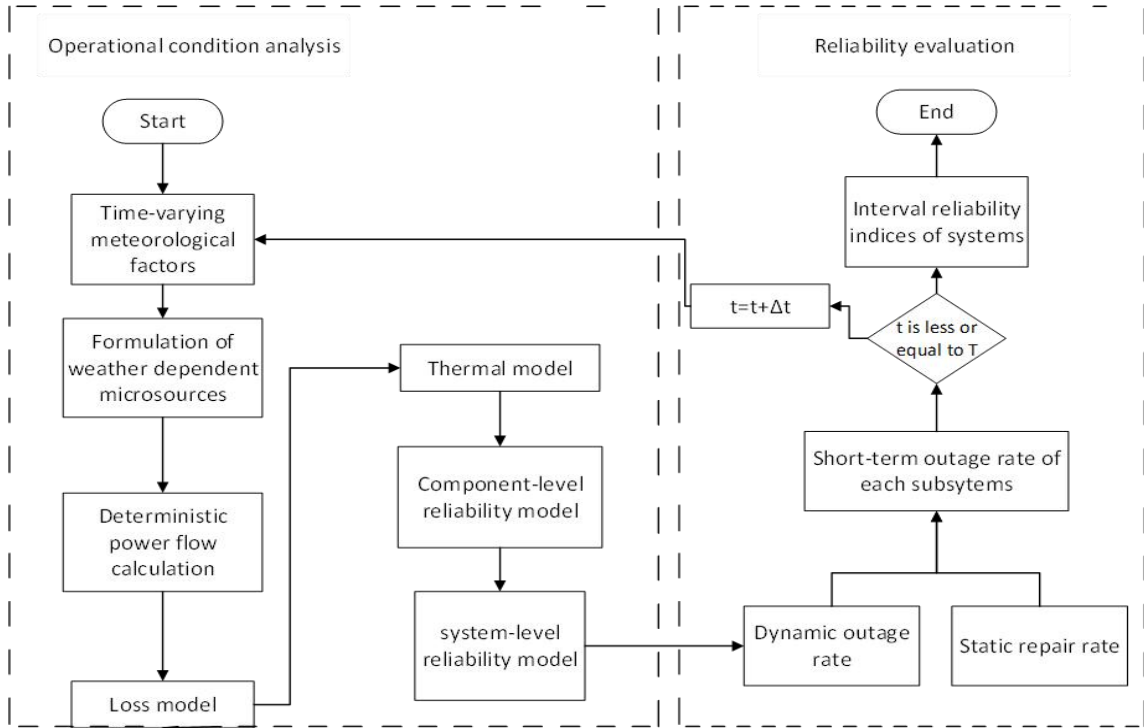 Operational condition analysis
Start
Time-varying
meteorological
factors
Formulation of
weather dependent
microsources
Deterministic
power flow
calculation
Loss model
Thermal model
Component-level
reliability model
system-level
reliability model
Reliability evaluation
End
Interval reliability
indices of systems
t=t+Δt
t is less or
equal to T
Short-term outage rate of
each subsytems
Dynamic outage
rate
Static repair rate